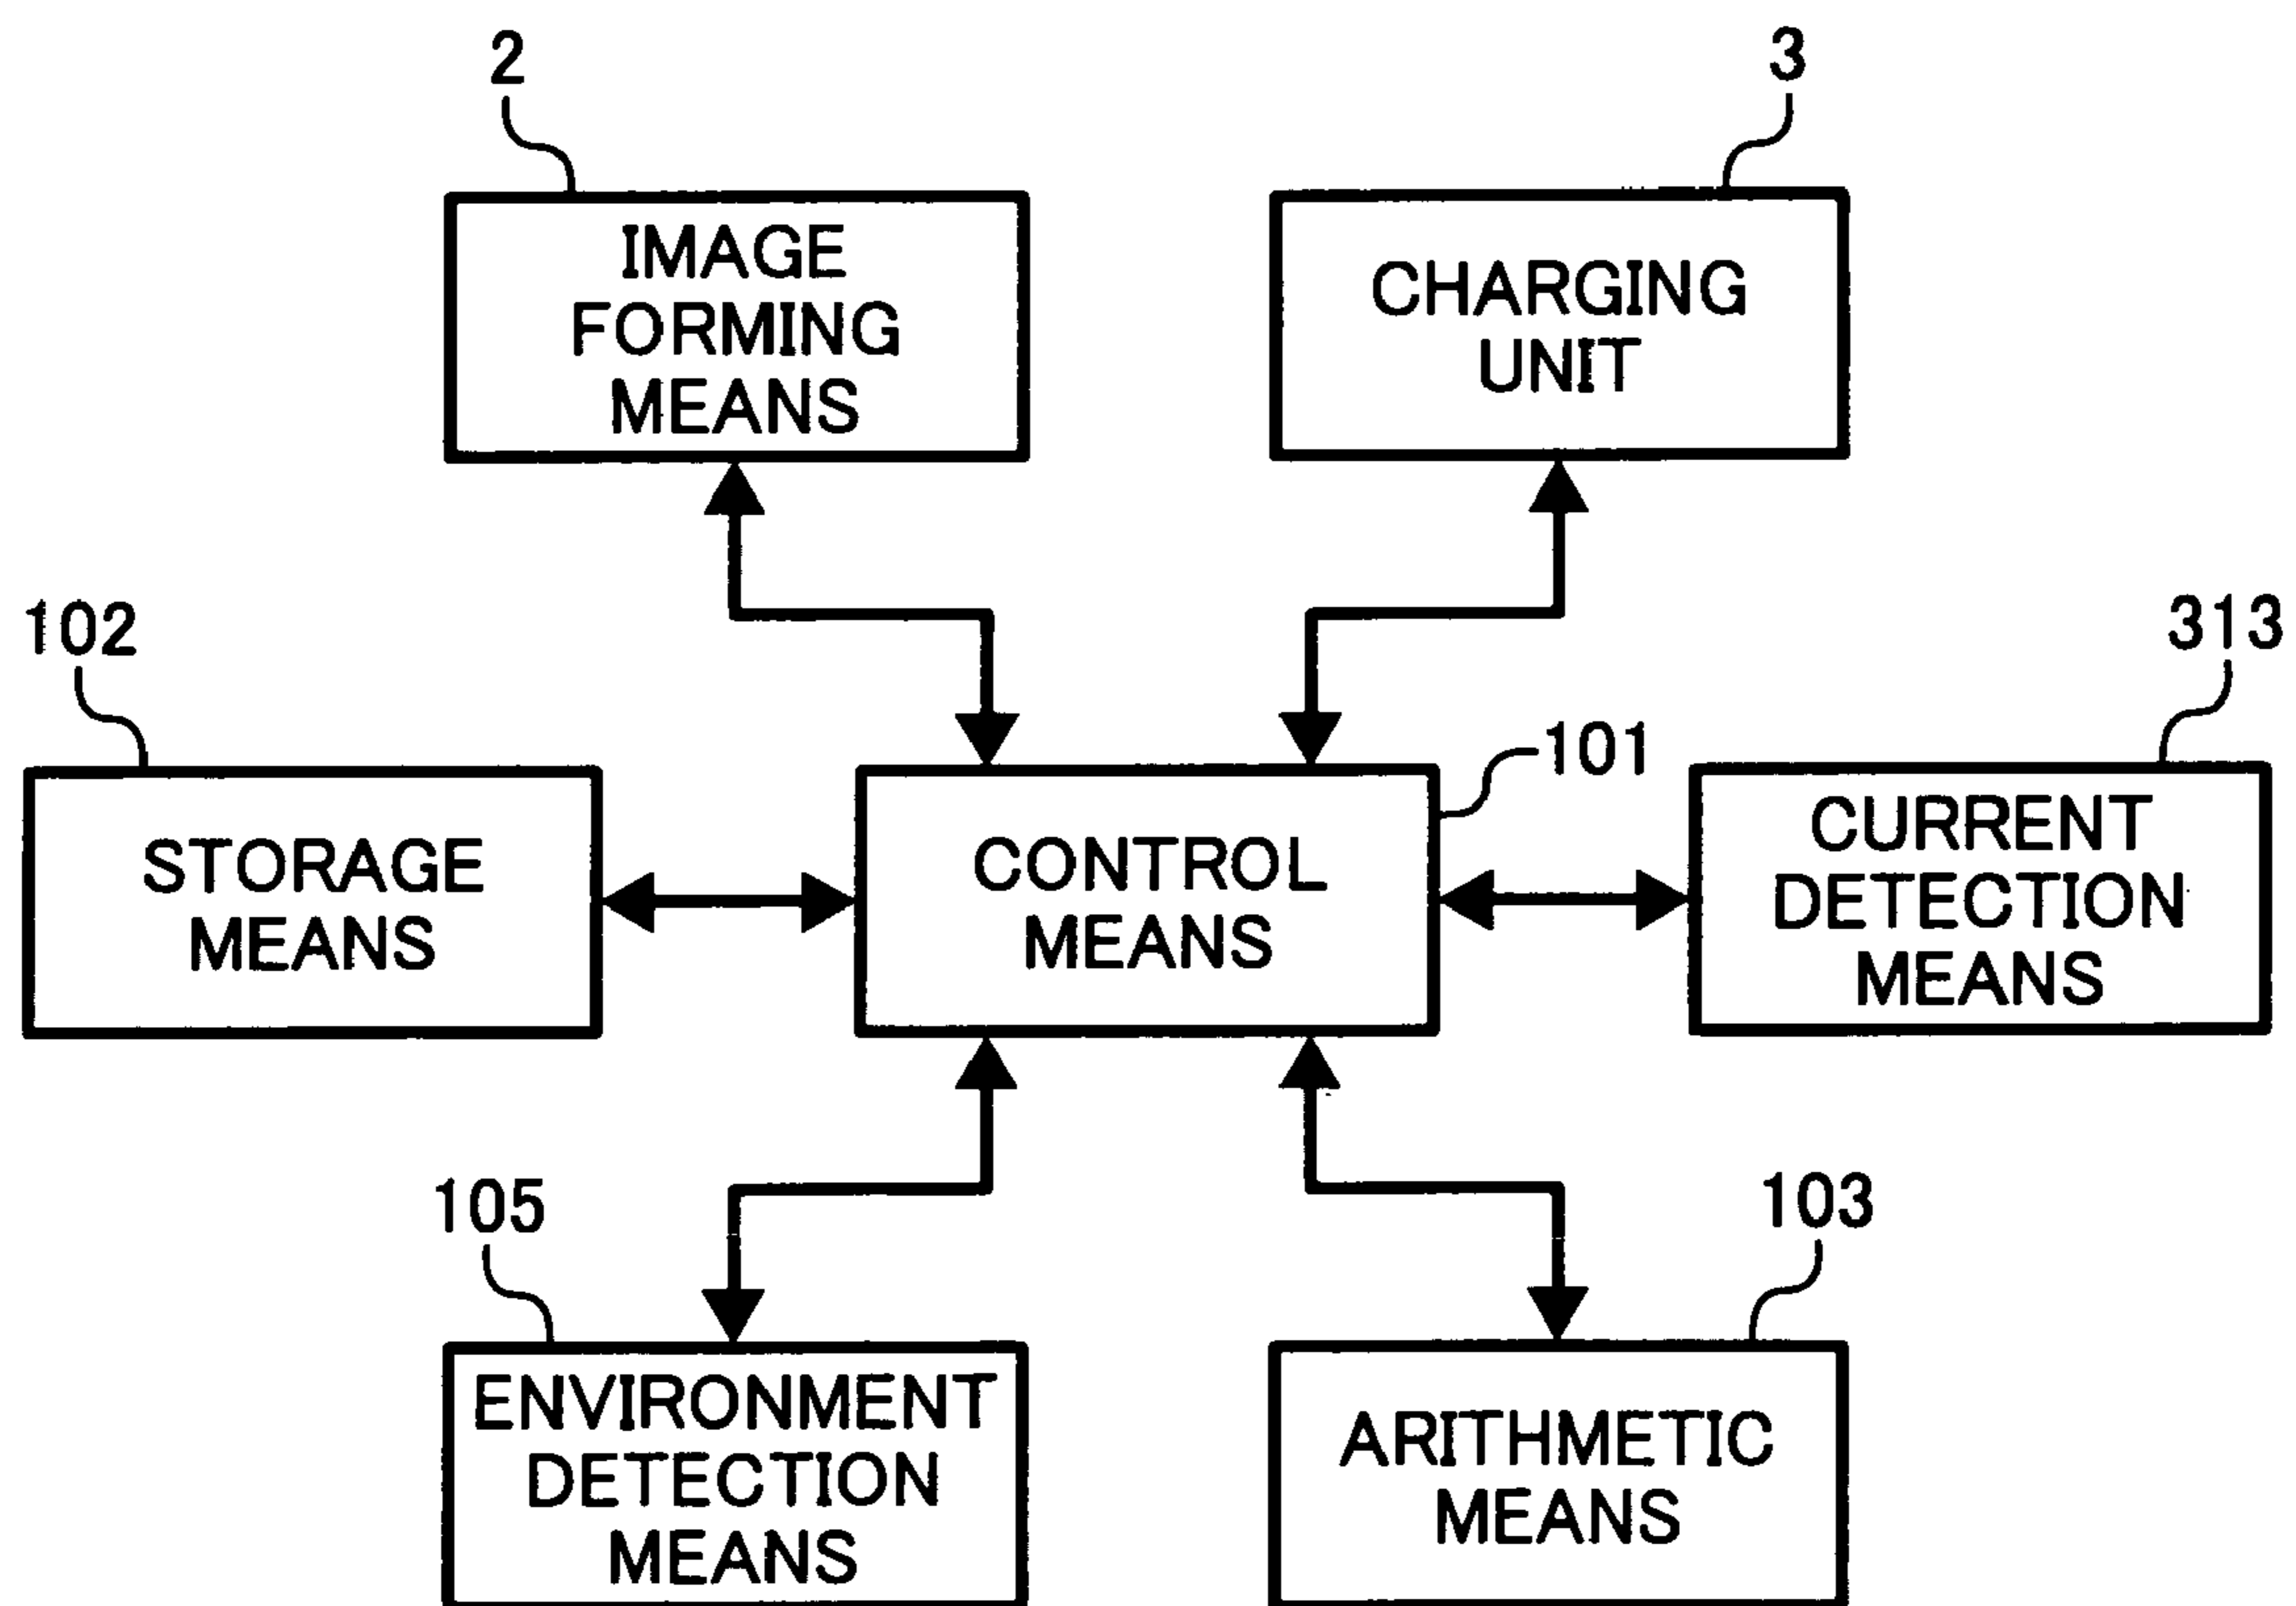 2
3
IMAGE
FORMING
MEANS
CHARGING
UNIT
102
313
101
STORAGE
MEANS
CONTROL
MEANS
CURRENT
DETECTION
MEANS
105
103
ENVIRONMENT
DETECTION
MEANS
ARITHMETIC
MEANS